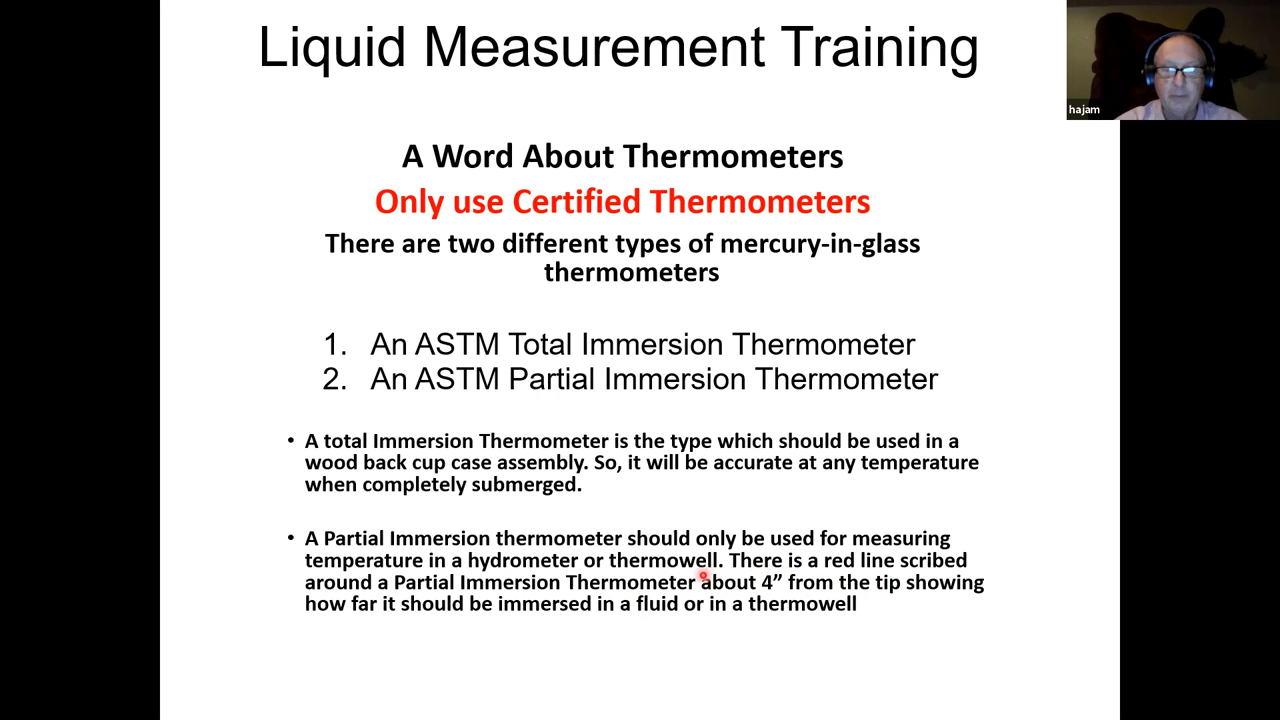 Liquid Measurement Training
hajam
A Word About Thermometers
Only use Certified Thermometers
There are two different types of mercury-in-glass
thermometers
1. An ASTM Total Immersion Thermometer
2. An ASTM Partial Immersion Thermometer
• A total Immersion Thermometer is the type which should be used in a
wood back cup case assembly. So, it will be accurate at any temperature
when completely submerged.
• A Partial Immersion thermometer should only be used for measuring
temperature in a hydrometer or thermowell. There is a red line scribed
around a Partial Immersion Thermometer about 4” from the tip showing
how far it should be immersed in a fluid or in a thermowell